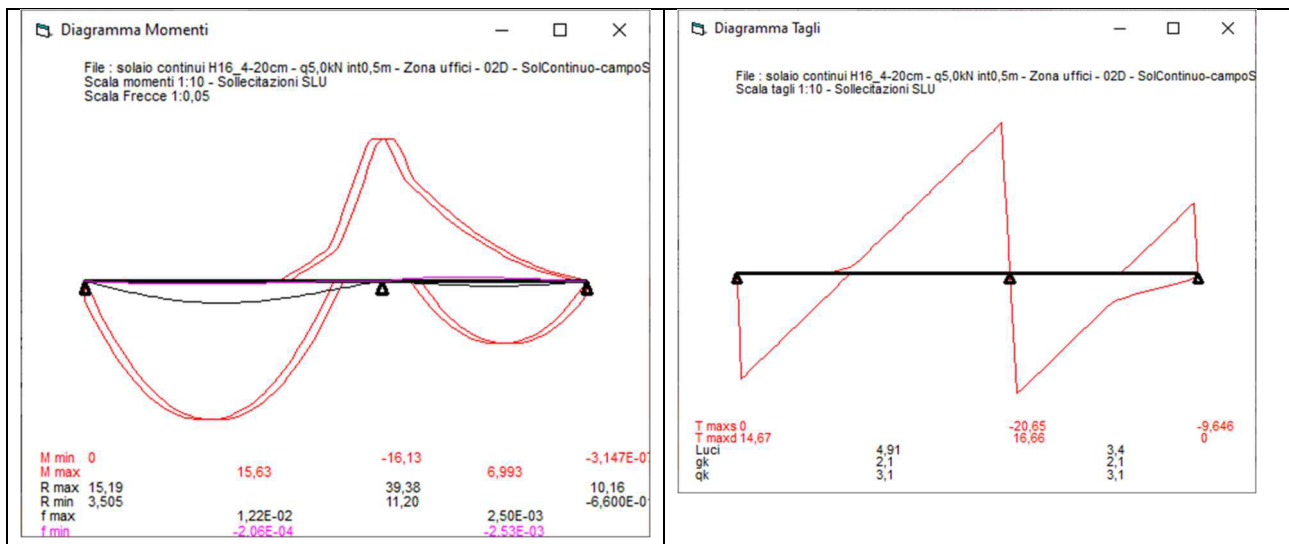 Diagramma Momenti
File : solaio continui H16_4-20cm - q5,0kN int0,5m - Zona uffici - 02D - SolContinuo-campoS
Scala momenti 1:10 - Sollecitazioni SLU
Scala Frecce 1:0,05
M min 0 -16,13 -3,147E-07
M max 15,63 6,993
R max 15,19 39,38 10,16
R min 3,505 11,20 -6,600E-01
f max 1,22E-02 2,50E-03
f min -2,06E-04 -2,53E-03
Diagramma Tagli
File : solaio continui H16_4-20cm - q5,0kN int0,5m - Zona uffici - 02D - SolContinuo-campoS
Scala tagli 1:10 - Sollecitazioni SLU
T maxs 0 -20,65 -9,646
T maxd 14,67 16,66 0
Luci 4,91 3,4
gk 2,1 2,1
qk 3,1 3,1